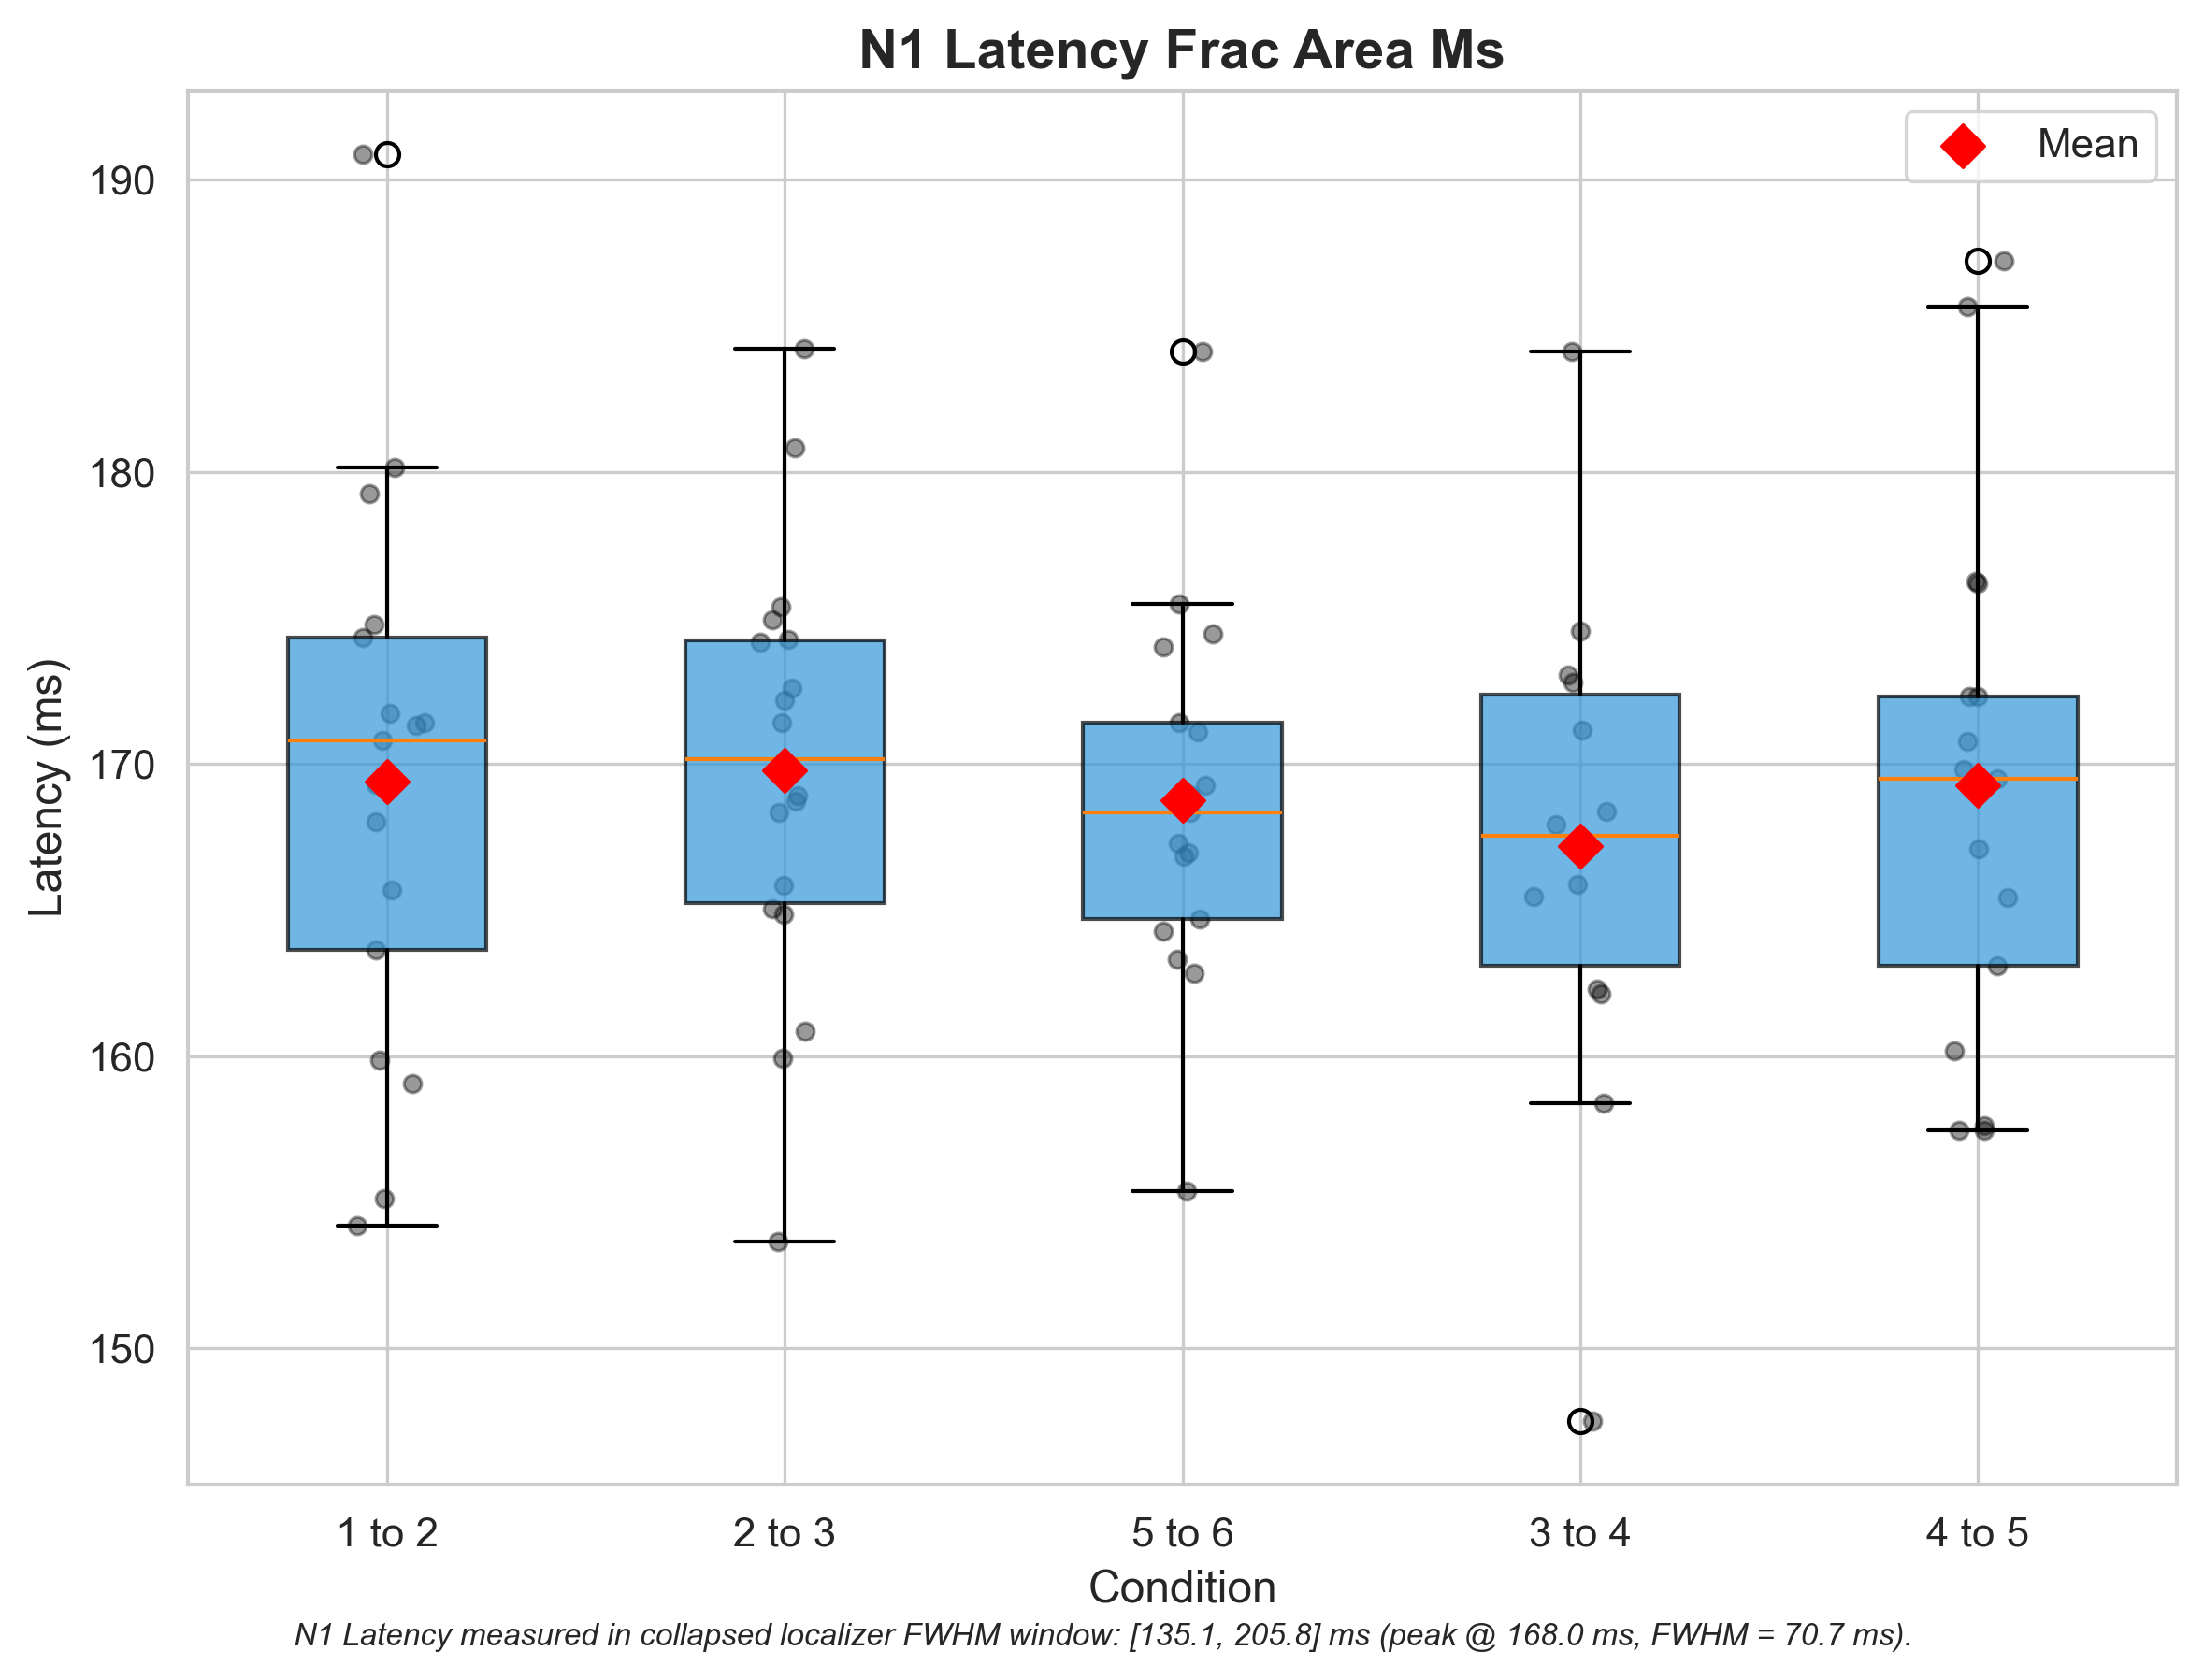 N1 Latency Frac Area Ms
Mean
Latency (ms)
190
180
170
160
150
1 to 2
2 to 3
5 to 6
3 to 4
4 to 5
Condition
N1 Latency measured in collapsed localizer FWHM window: [135.1, 205.8] ms (peak @ 168.0 ms, FWHM = 70.7 ms).